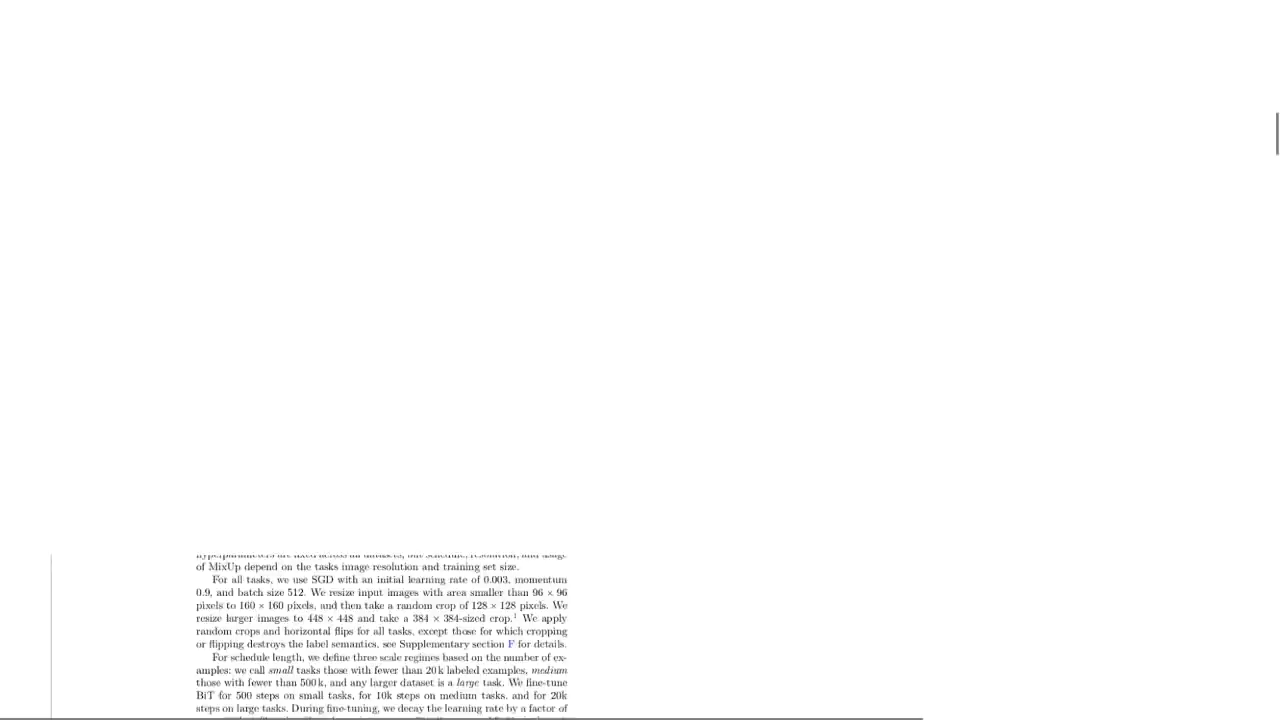 of MixUp depend on the tasks image resolution and training set size.
For all tasks, we use SGD with an initial learning rate of 0.003, momentum
0.9, and batch size 512. We resize input images with area smaller than 96 × 96
pixels to 160 × 160 pixels, and then take a random crop of 128 × 128 pixels. We
resize larger images to 448 × 448 and take a 384 × 384-sized crop.¹ We apply
random crops and horizontal flips for all tasks, except those for which cropping
or flipping destroys the label semantics, see Supplementary section F for details.
For schedule length, we define three scale regimes based on the number of ex-
amples: we call small tasks those with fewer than 20k labeled examples, medium
those with fewer than 500k, and any larger dataset is a large task. We fine-tune
BiT for 500 steps on small tasks, for 10k steps on medium tasks, and for 20k
steps on large tasks. During fine-tuning, we decay the learning rate by a factor of